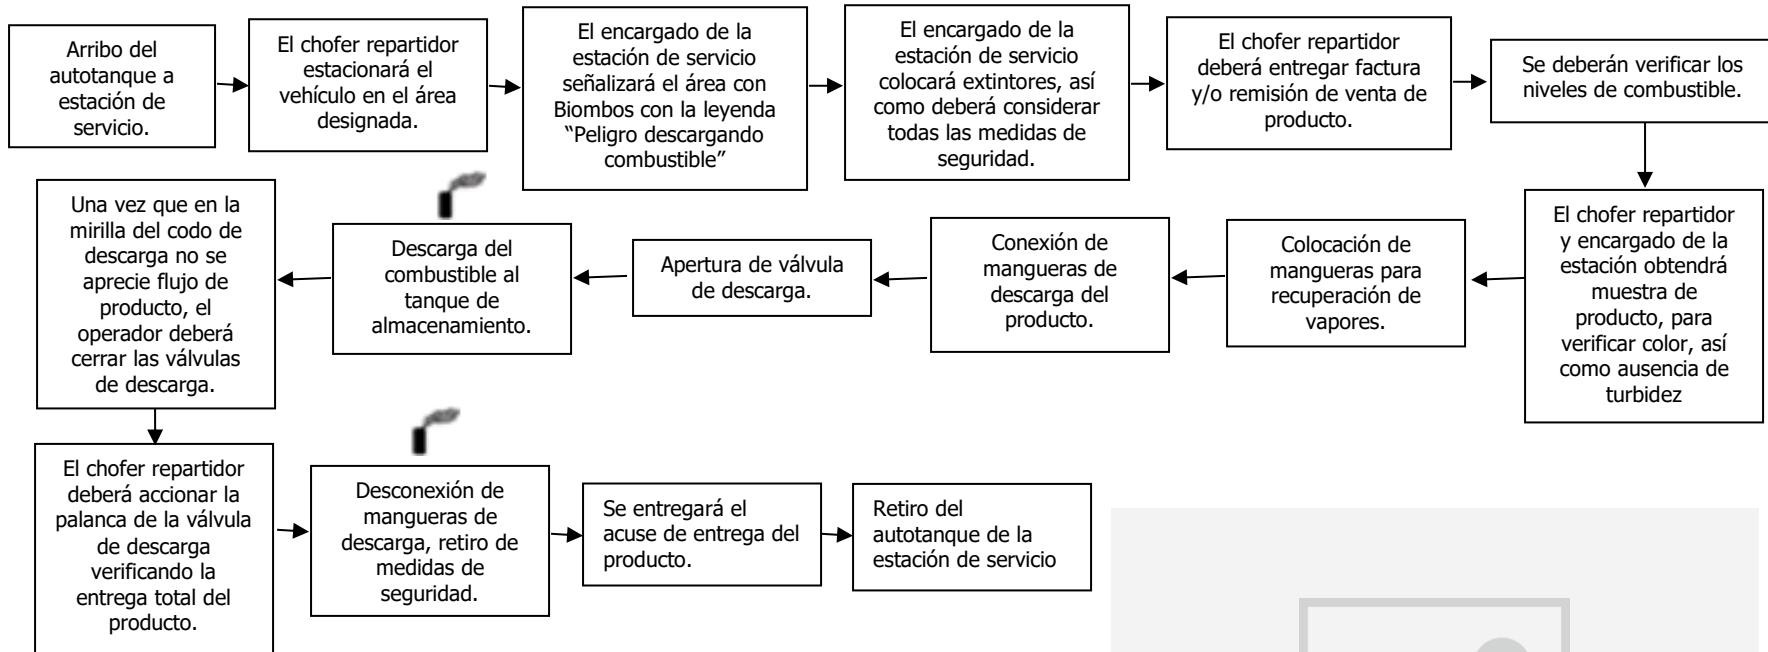 Arribo del
autotanque a
estación de
servicio.
El chofer repartidor
estacionará el
vehículo en el área
designada.
El encargado de la
estación de servicio
señalizará el área con
Biombos con la leyenda
“Peligro descargando
combustible”
El encargado de la
estación de servicio
colocará extintores, así
como deberá considerar
todas las medidas de
seguridad.
El chofer repartidor
deberá entregar factura
y/o remisión de venta de
producto.
Se deberán verificar los
niveles de combustible.
El chofer repartidor
y encargado de la
estación obtendrá
muestra de
producto, para
verificar color, así
como ausencia de
turbidez
Colocación de
mangueras para
recuperación de
vapores.
Conexión de
mangueras de
descarga del
producto.
Apertura de válvula
de descarga.
Descarga del
combustible al
tanque de
almacenamiento.
Una vez que en la
mirilla del codo de
descarga no se
aprecie flujo de
producto, el
operador deberá
cerrar las válvulas
de descarga.
El chofer repartidor
deberá accionar la
palanca de la válvula
de descarga
verificando la
entrega total del
producto.
Desconexión de
mangueras de
descarga, retiro de
medidas de
seguridad.
Se entregará el
acuse de entrega del
producto.
Retiro del
autotanque de la
estación de servicio